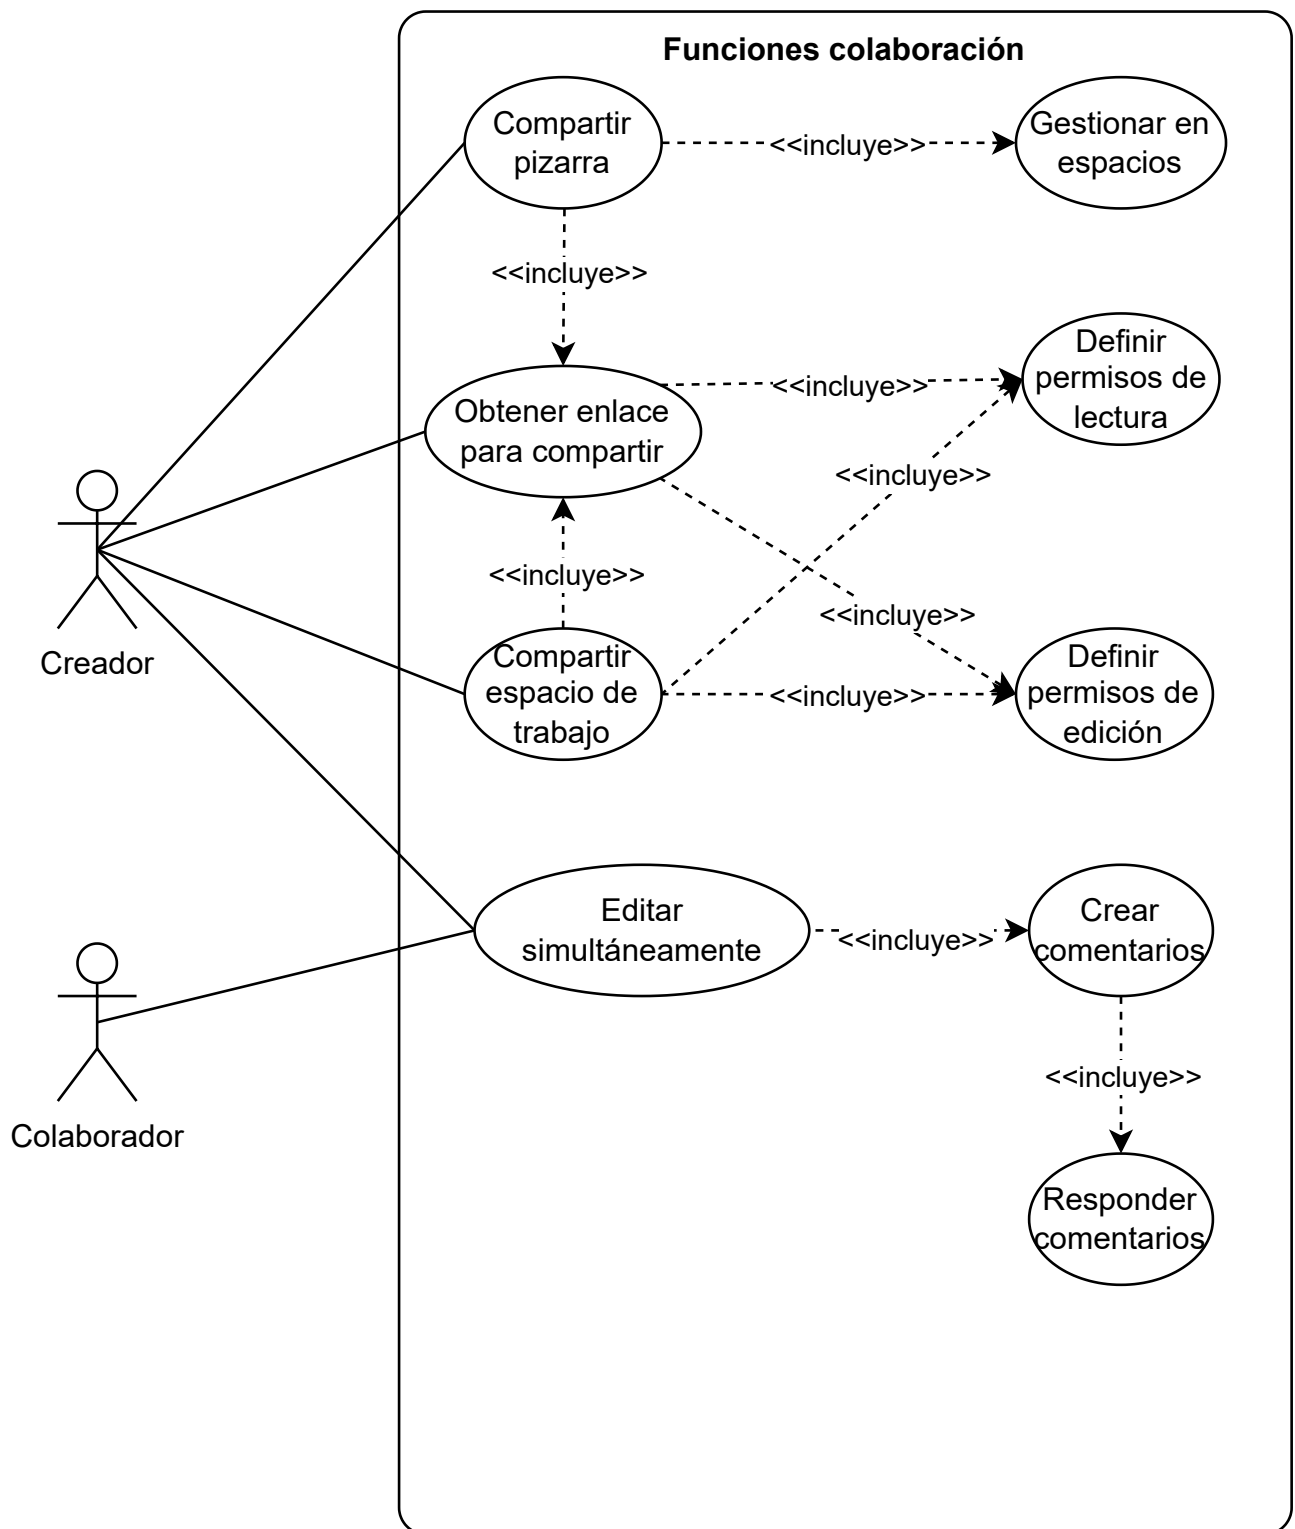 Funciones colaboración
Compartir
pizarra
<<incluye>>
Gestionar en
espacios
<<incluye>>
Obtener enlace
para compartir
<<incluye>>
Definir
permisos de
lectura
<<incluye>>
<<incluye>>
<<incluye>>
Creador
Compartir
espacio de
trabajo
<<incluye>>
Definir
permisos de
edición
Editar
simultáneamente
<<incluye>>
Crear
comentarios
Colaborador
<<incluye>>
Responder
comentarios